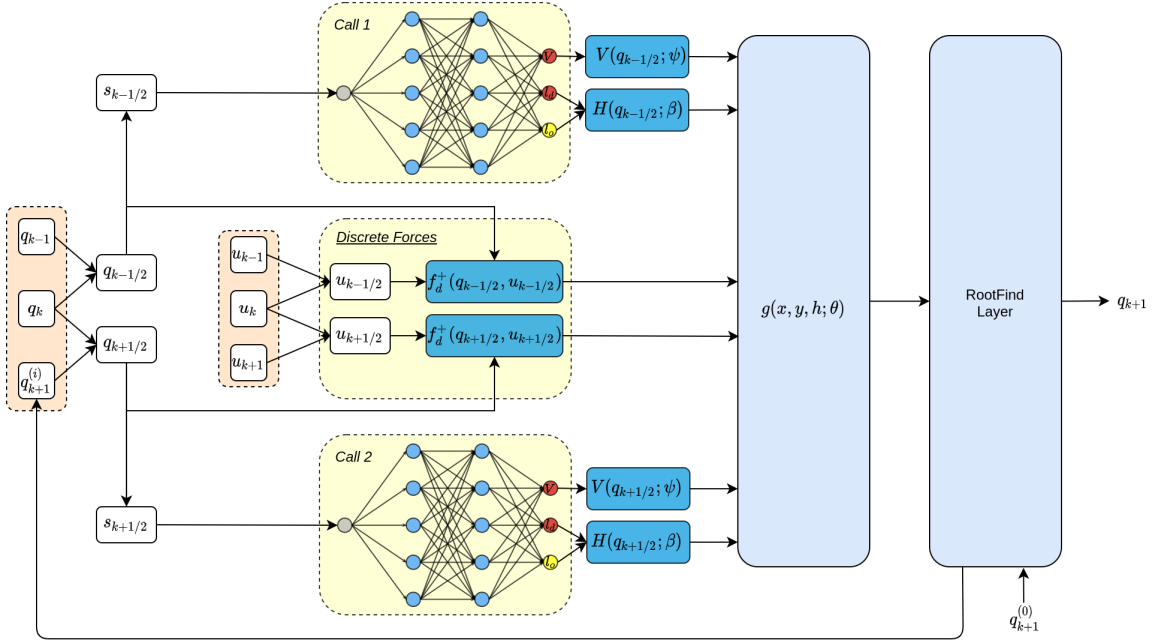 Call 1
V
l_d
l_o
V(q_{k-1/2}; ψ)
H(q_{k-1/2}; β)
s_{k-1/2}
q_{k-1}
q_k
q_{k+1}^{(i)}
q_{k-1/2}
q_{k+1/2}
u_{k-1}
u_k
u_{k+1}
Discrete Forces
u_{k-1/2}
f_d^+(q_{k-1/2}, u_{k-1/2})
u_{k+1/2}
f_d^+(q_{k+1/2}, u_{k+1/2})
g(x, y, h; θ)
RootFind
Layer
q_{k+1}
Call 2
V
l_d
l_o
V(q_{k+1/2}; ψ)
H(q_{k+1/2}; β)
s_{k+1/2}
q_{k+1}^{(0)}